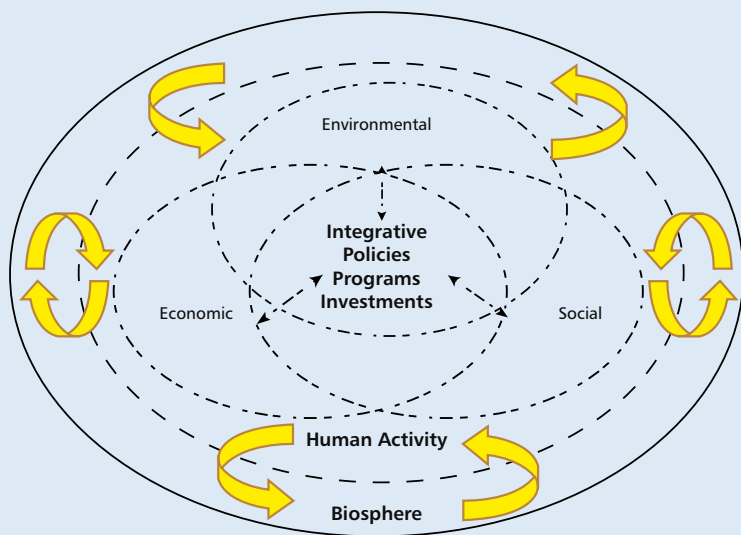 Environmental
Integrative
Policies
Programs
Investments
Economic
Social
Human Activity
Biosphere